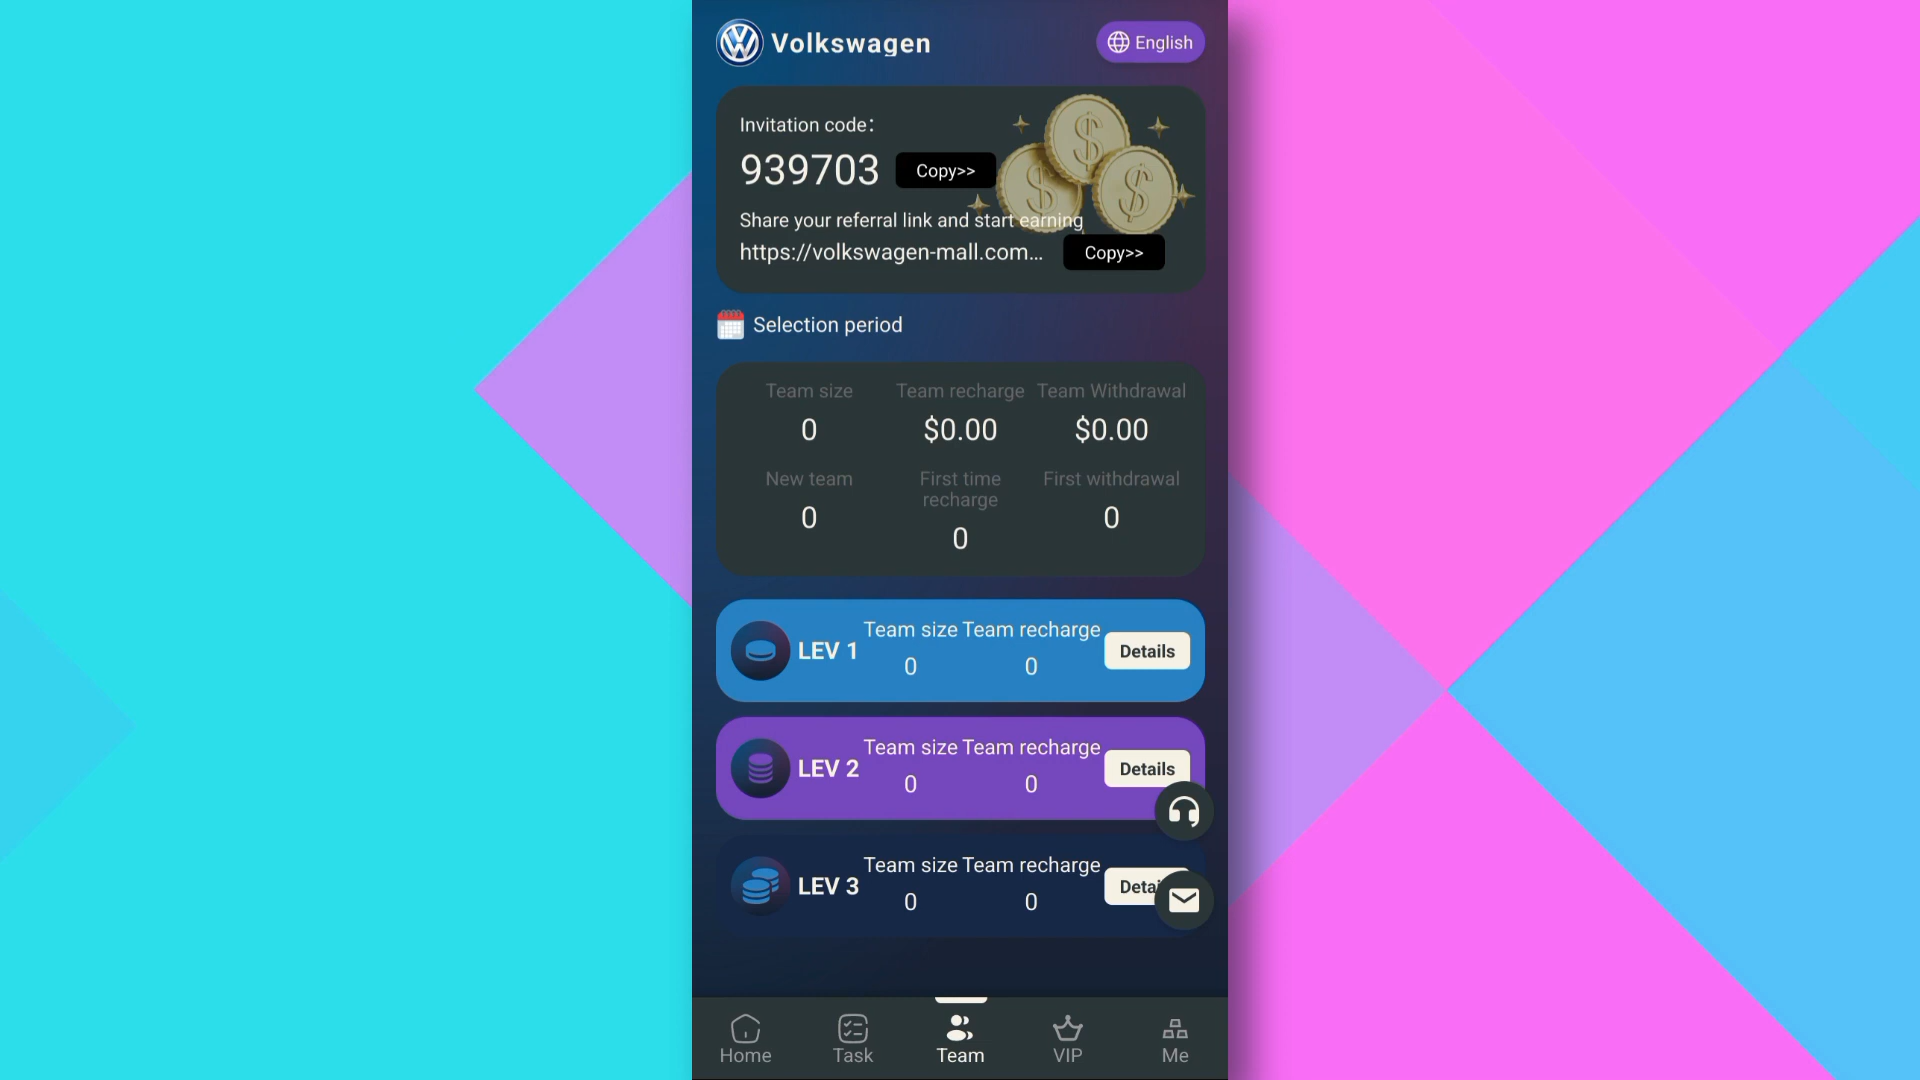 Volkswagen
English
Invitation code:
939703 Copy>>
Share your referral link and start earning
https://volkswagen-mall.com... Copy>>
Selection period
Team size Team recharge Team Withdrawal
0 $0.00 $0.00
New team First time recharge First withdrawal
0 0 0
LEV 1 Team size Team recharge Details
0 0
LEV 2 Team size Team recharge Details
0 0
LEV 3 Team size Team recharge
0 0
Home Task Team VIP Me